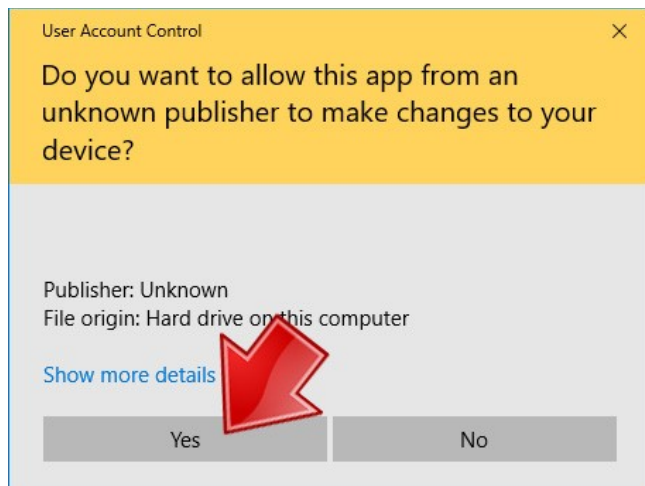 User Account Control
Do you want to allow this app from an
unknown publisher to make changes to your
device?
Publisher: Unknown
File origin: Hard drive on this computer
Show more details
Yes
No